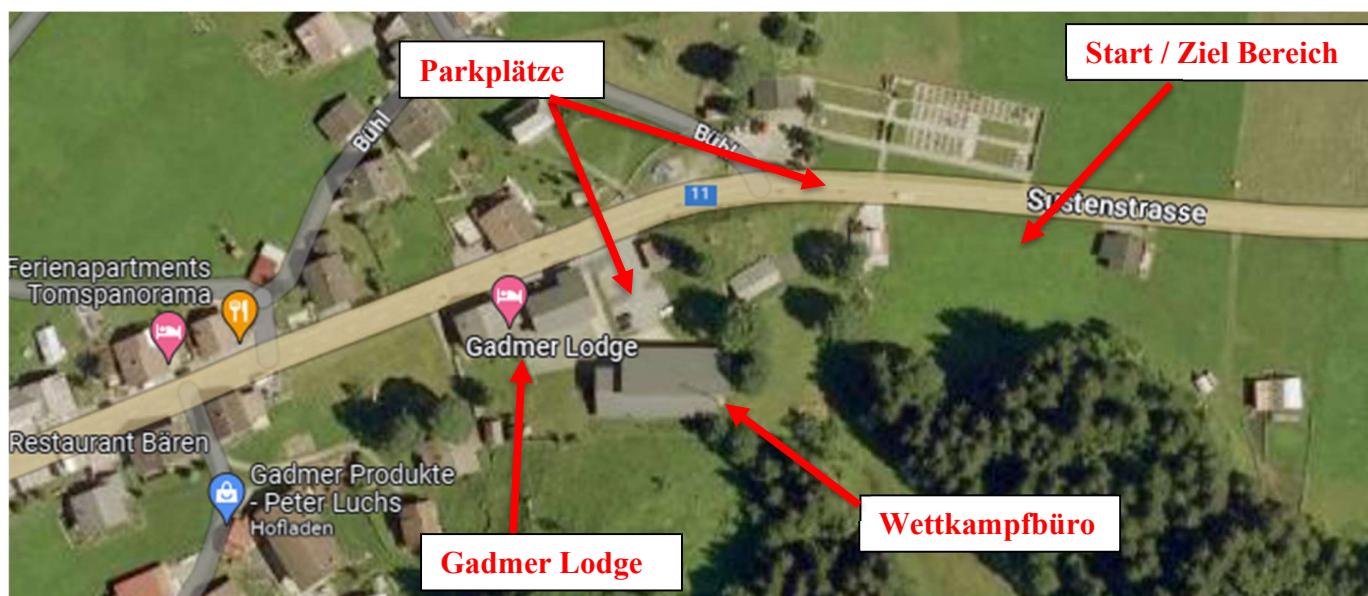 Start / Ziel Bereich
Parkplätze
Bühl
Bühl
11
Sustenstrasse
Ferienapartments
Tomspanorama
Gadmer Lodge
Restaurant Bären
Gadmer Produkte
- Peter Luchs
Hofladen
Wettkampfbüro
Gadmer Lodge